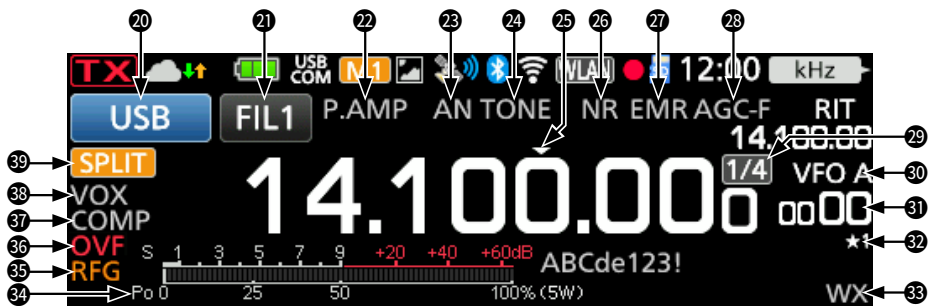 ⑳ ㉑ ㉒ ㉓ ㉔ ㉕ ㉖ ㉗ ㉘
TX USB COM M1 WLAN 12:00 kHz
USB FIL1 P.AMP AN TONE NR EMR AGC-F RIT
14.100.00
㊴ SPLIT 14.100.000 1/4 ㉙
VFO A ㉚
㊳ VOX
00 00 ㉛
㊲ COMP
㊱ OVF S 1 3 5 7 9 +20 +40 +60dB ㉜
㉟ RFG ABCde123!
㉞ Po 0 25 50 100% (5W) WX ㉝